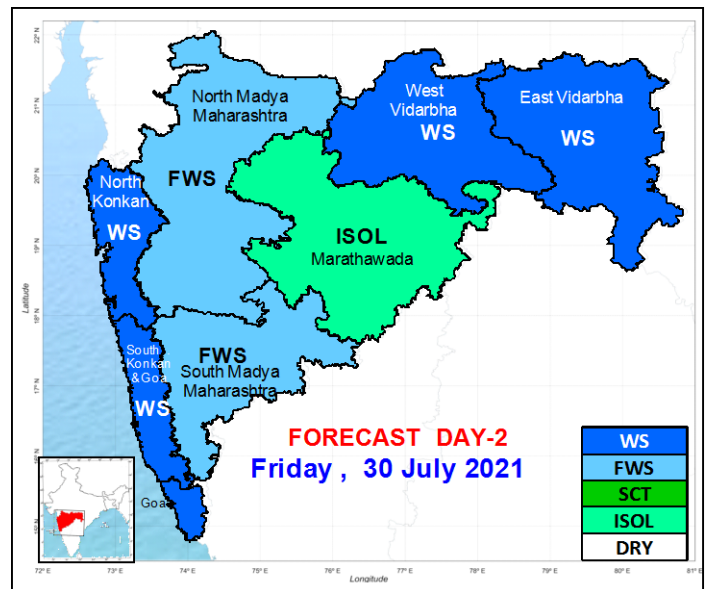 22°N
21°N
20°N
19°N
18°N
17°N
Latitude
North Madya
Maharashtra
FWS
West
Vidarbha
WS
East Vidarbha
WS
North
Konkan
WS
ISOL
Marathawada
South
Konkan
&Goa
WS
FWS
South Madya
Maharashtra
Goa
FORECAST DAY-2
Friday , 30 July 2021
WS
FWS
SCT
ISOL
DRY
72°E 73°E 74°E 75°E 76°E 77°E 78°E 79°E 80°E 81°E
Longitude